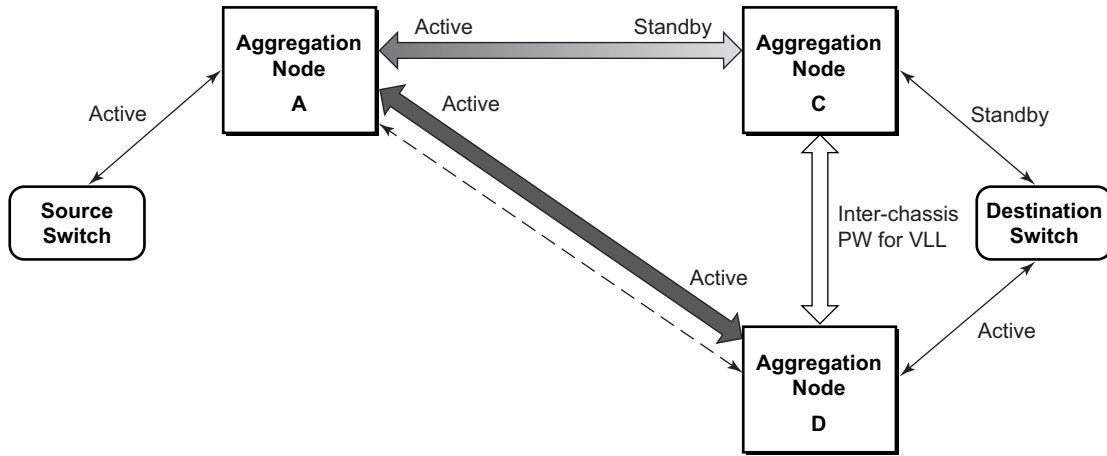 Active Standby
Aggregation
Node
A
Aggregation
Node
C
Active
Active
Standby
Source
Switch
Inter-chassis
PW for VLL
Destination
Switch
Active
Active
Aggregation
Node
D